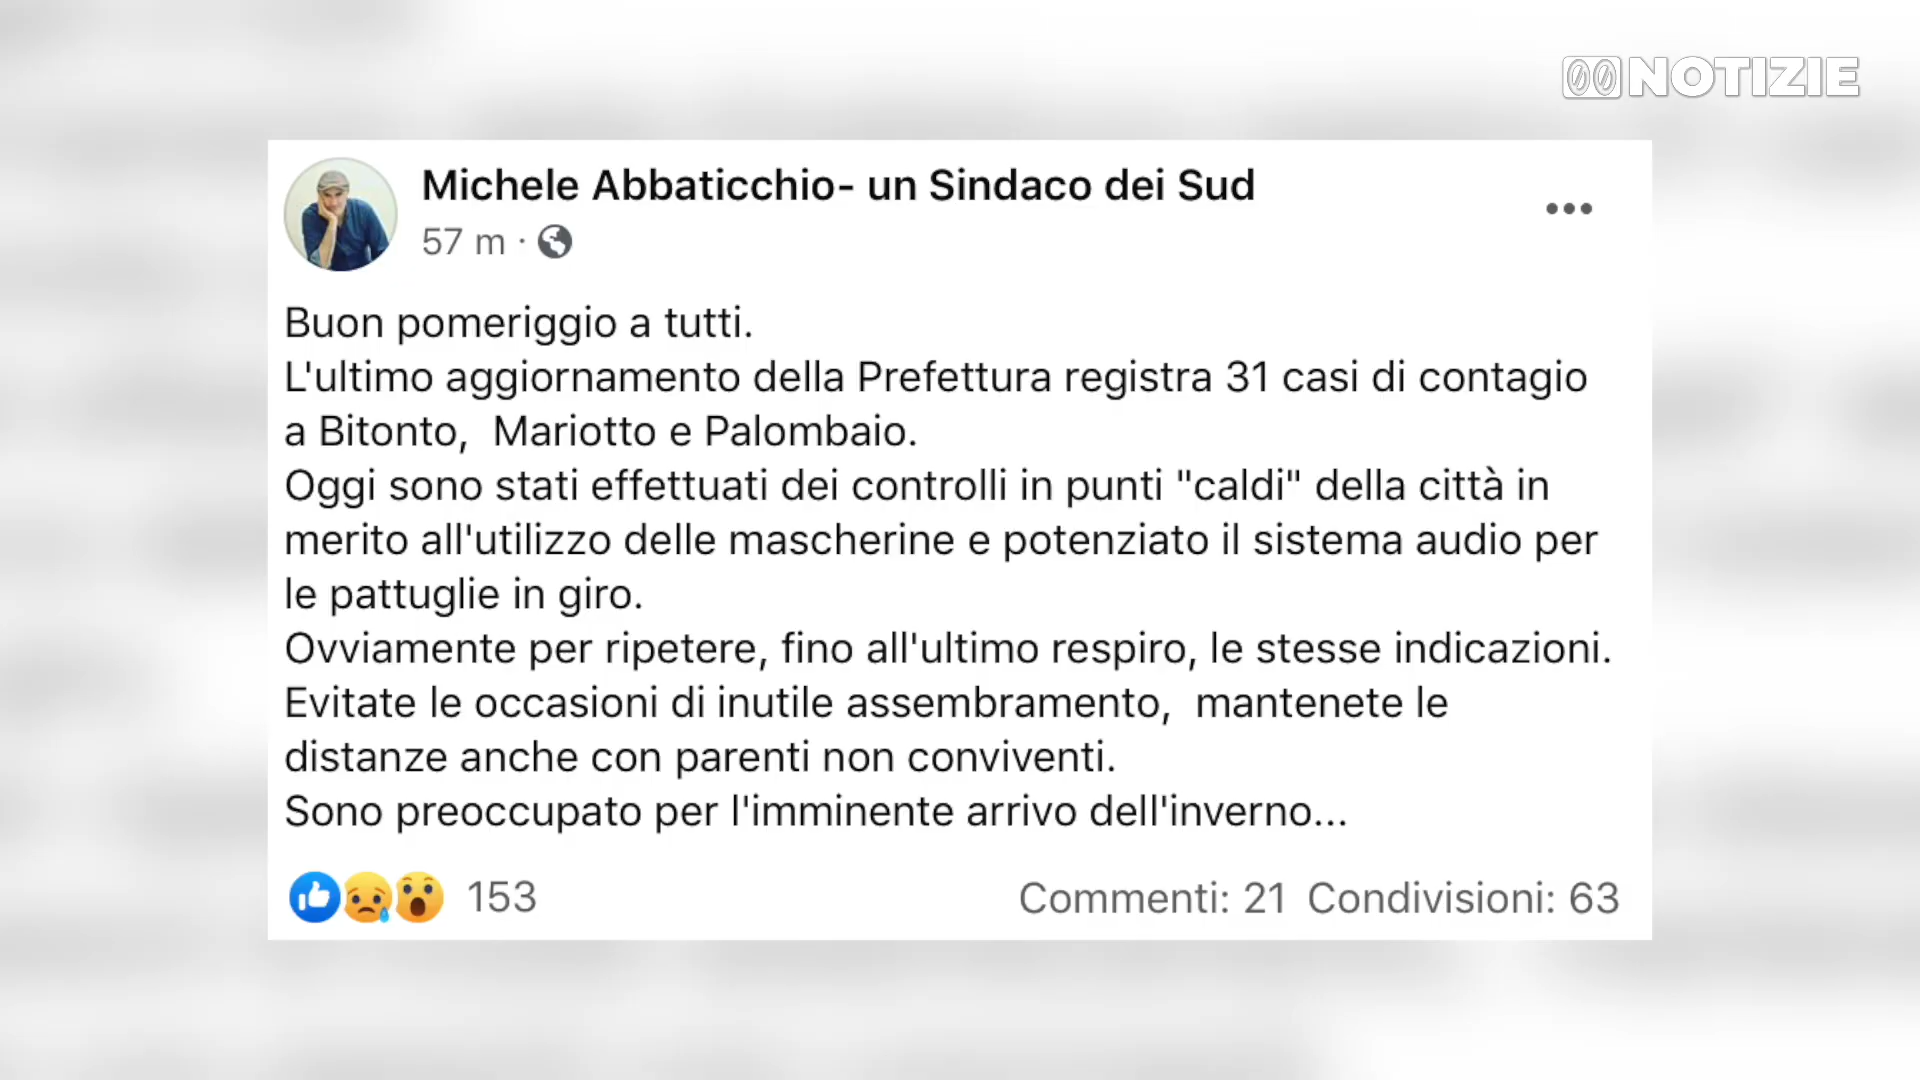 NOTIZIE
Michele Abbaticchio- un Sindaco dei Sud
57 m ·
Buon pomeriggio a tutti.
L'ultimo aggiornamento della Prefettura registra 31 casi di contagio
a Bitonto,  Mariotto e Palombaio.
Oggi sono stati effettuati dei controlli in punti "caldi" della città in
merito all'utilizzo delle mascherine e potenziato il sistema audio per
le pattuglie in giro.
Ovviamente per ripetere, fino all'ultimo respiro, le stesse indicazioni.
Evitate le occasioni di inutile assembramento,  mantenete le
distanze anche con parenti non conviventi.
Sono preoccupato per l'imminente arrivo dell'inverno...
153
Commenti: 21 Condivisioni: 63